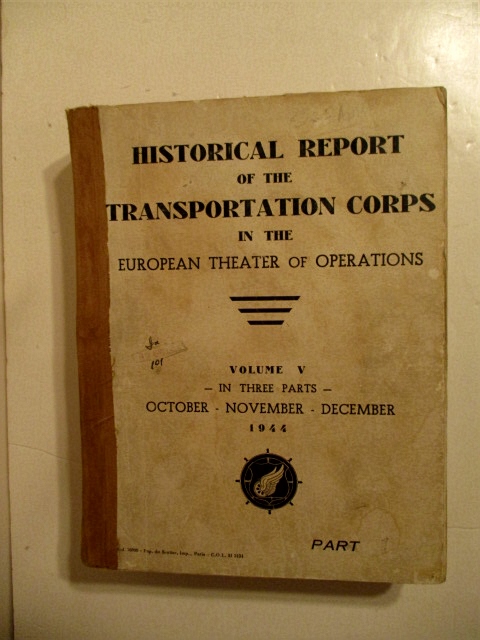 HISTORICAL REPORT
OF THE
TRANSPORTATION CORPS
IN THE
EUROPEAN THEATER OF OPERATIONS
VOLUME V
— IN THREE PARTS —
OCTOBER - NOVEMBER - DECEMBER
1944
101
PART